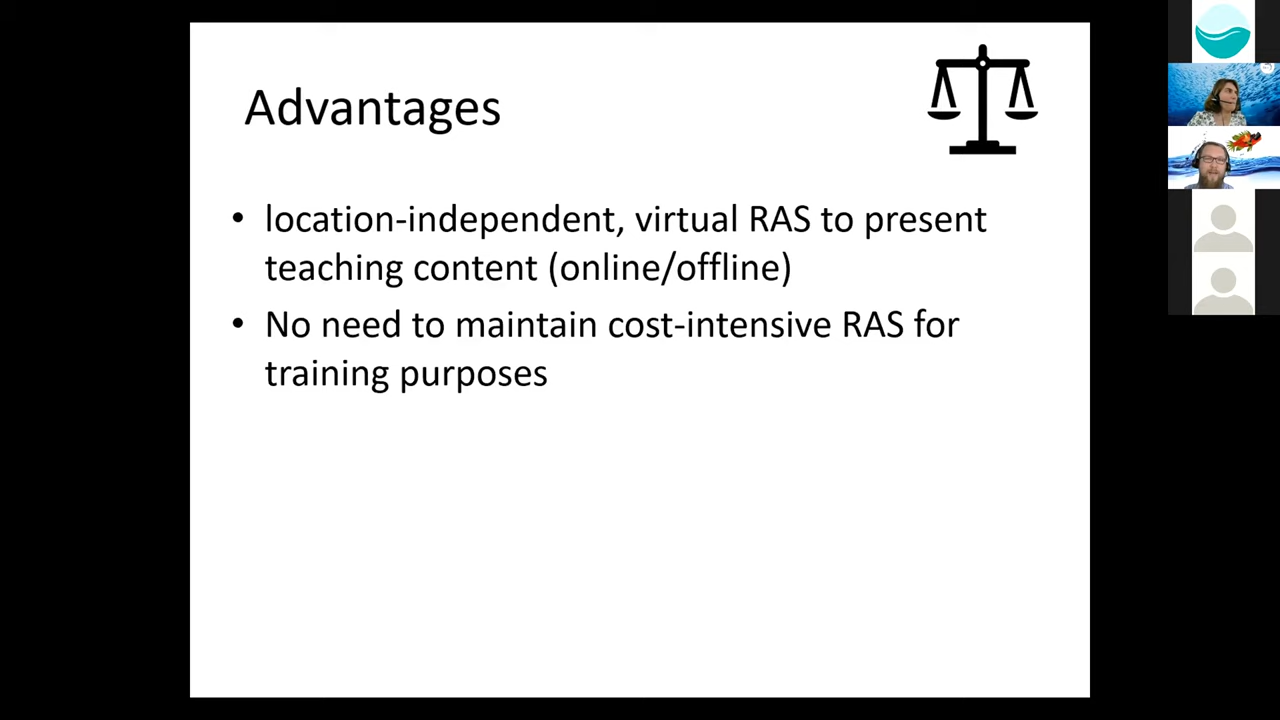 Advantages
• location-independent, virtual RAS to present
teaching content (online/offline)
• No need to maintain cost-intensive RAS for
training purposes